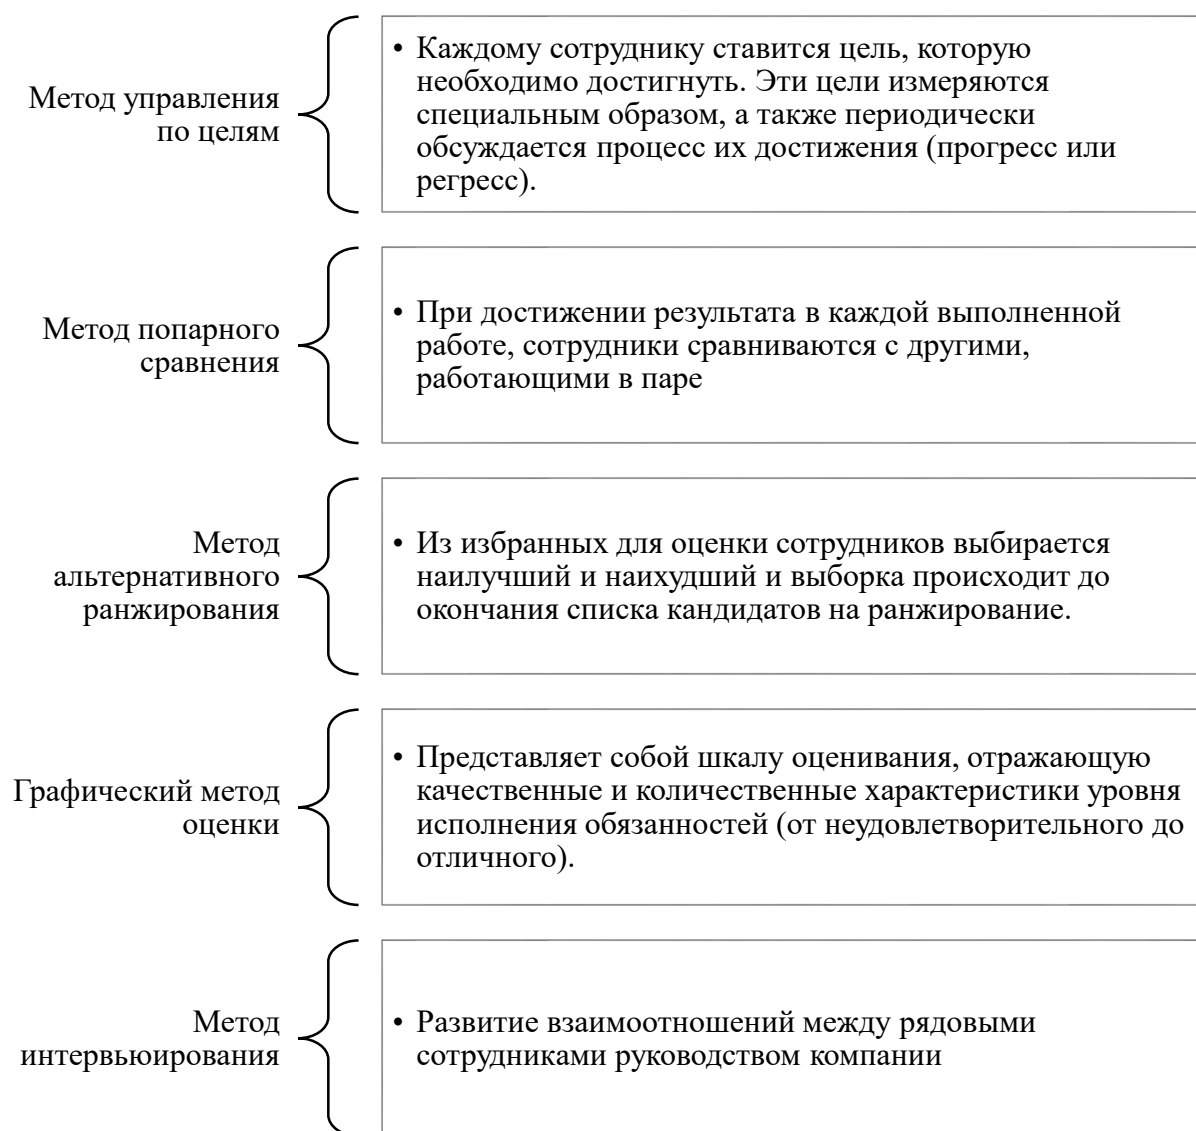 Метод управления
по целям
• Каждому сотруднику ставится цель, которую
необходимо достигнуть. Эти цели измеряются
специальным образом, а также периодически
обсуждается процесс их достижения (прогресс или
регресс).
Метод попарного
сравнения
• При достижении результата в каждой выполненной
работе, сотрудники сравниваются с другими,
работающими в паре
Метод
альтернативного
ранжирования
• Из избранных для оценки сотрудников выбирается
наилучший и наихудший и выборка происходит до
окончания списка кандидатов на ранжирование.
Графический метод
оценки
• Представляет собой шкалу оценивания, отражающую
качественные и количественные характеристики уровня
исполнения обязанностей (от неудовлетворительного до
отличного).
Метод
интервьюирования
• Развитие взаимоотношений между рядовыми
сотрудниками руководством компании